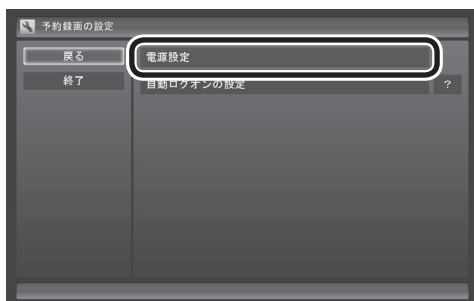 予約録画の設定
戻る
電源設定
終了
自動ログオンの設定
?